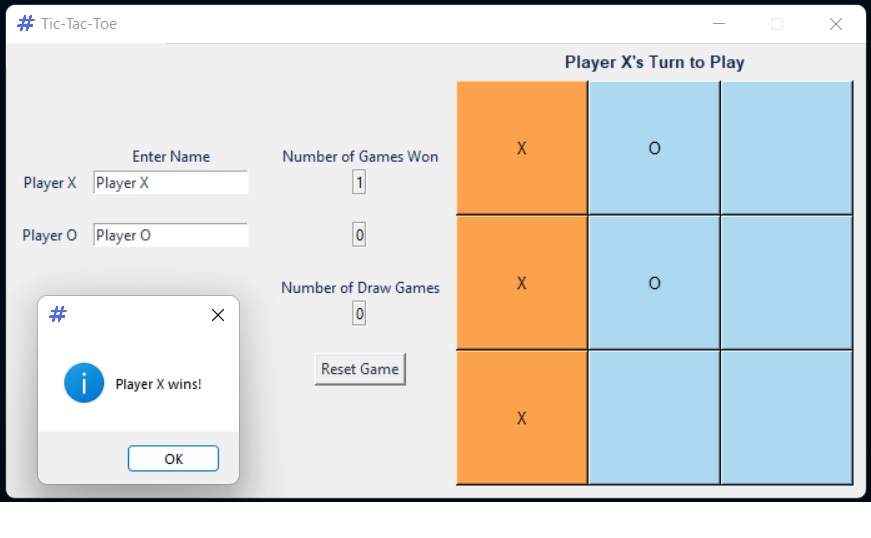 # Tic-Tac-Toe
Player X's Turn to Play
Enter Name
Number of Games Won
Player X
Player X
1
Player O
Player O
0
Number of Draw Games
0
Reset Game
#
Player X wins!
OK
X O
X O
X